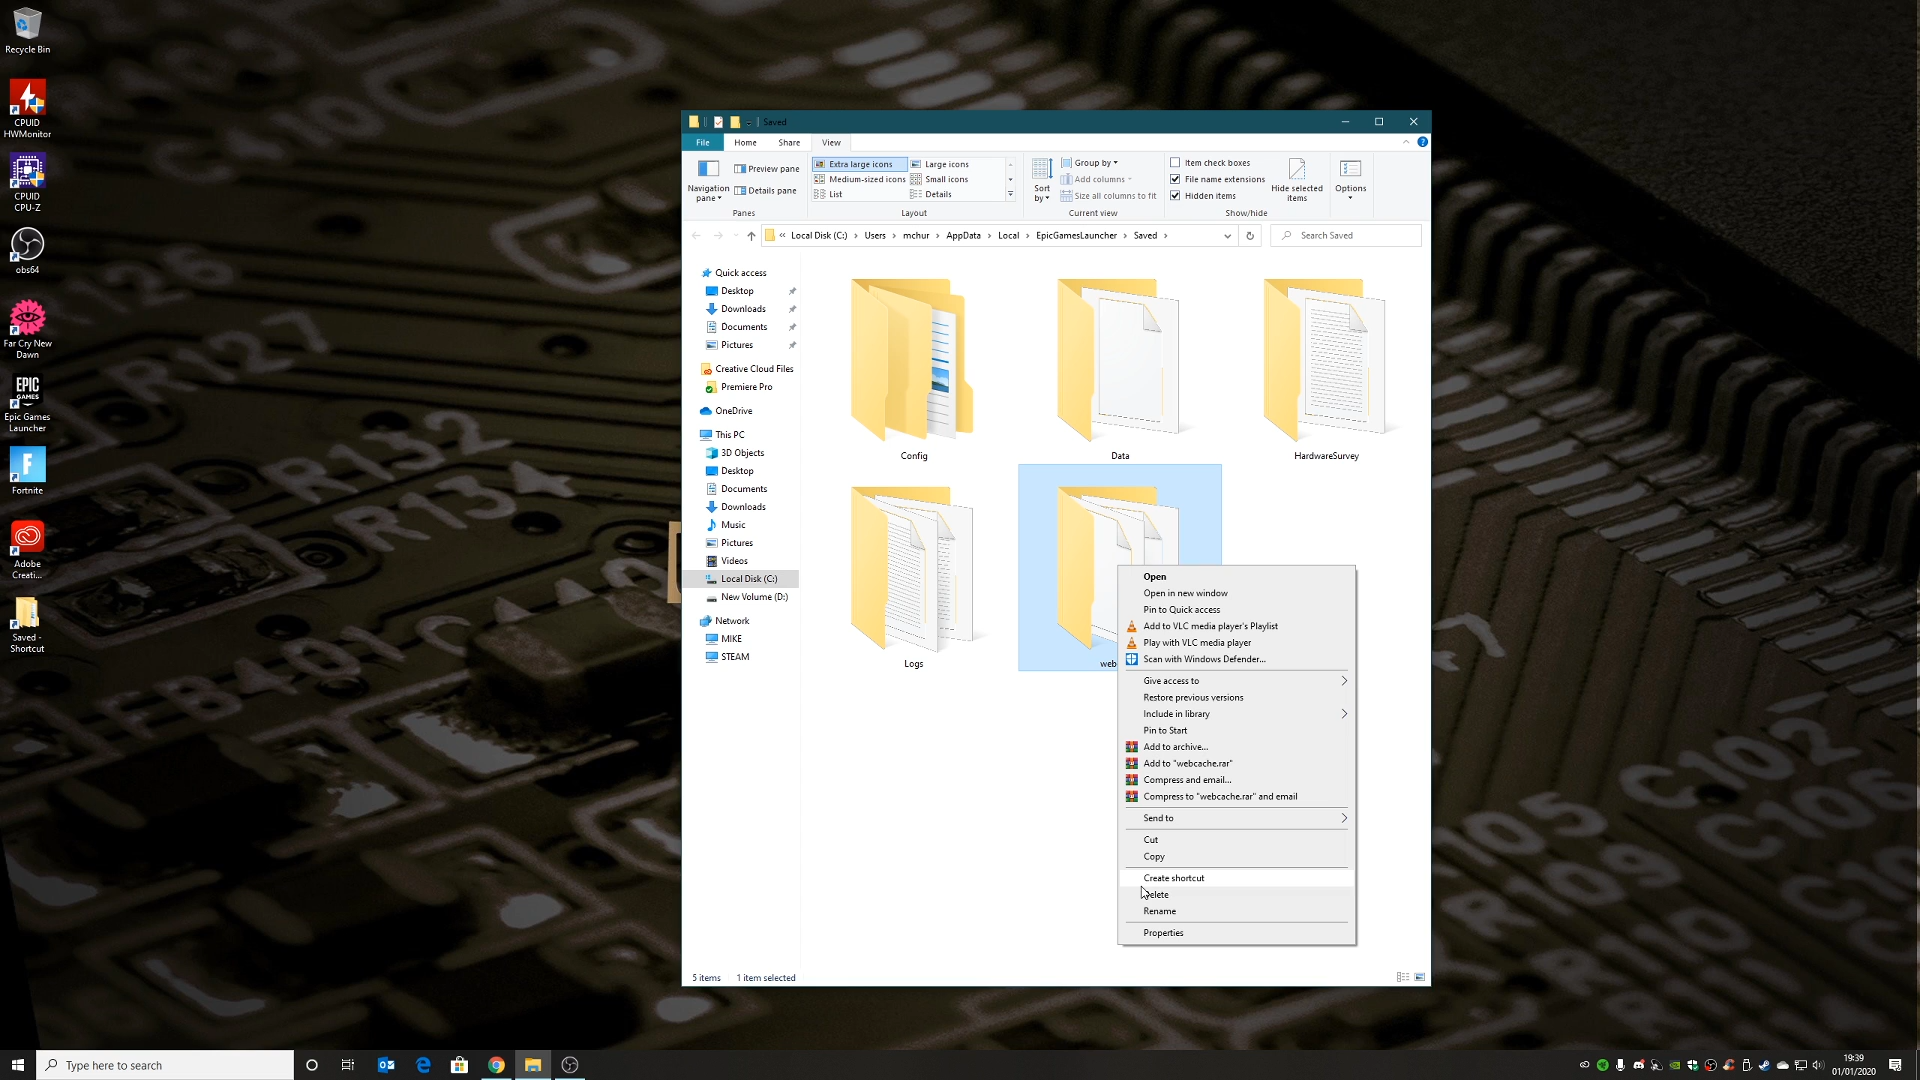 Recycle Bin
CPUID
HWMonitor
CPUID
CPU-Z
obs64
Far Cry New
Dawn
EPIC
GAMES
Epic Games
Launcher
F
Fortnite
Adobe
Creati...
Saved -
Shortcut
Saved
File
Home
Share
View
Navigation
pane
Preview pane
Details pane
Panes
Extra large icons
Large icons
Medium-sized icons
Small icons
List
Details
Layout
Sort
by
Group by
Add columns
Size all columns to fit
Current view
Item check boxes
File name extensions
Hidden items
Hide selected
items
Show/hide
Options
« Local Disk (C:) › Users › mchur › AppData › Local › EpicGamesLauncher › Saved ›
Search Saved
Quick access
Desktop
Downloads
Documents
Pictures
Creative Cloud Files
Premiere Pro
OneDrive
This PC
3D Objects
Desktop
Documents
Downloads
Music
Pictures
Videos
Local Disk (C:)
New Volume (D:)
Network
MIKE
STEAM
Config
Data
HardwareSurvey
Logs
web
Open
Open in new window
Pin to Quick access
Add to VLC media player's Playlist
Play with VLC media player
Scan with Windows Defender...
Give access to
Restore previous versions
Include in library
Pin to Start
Add to archive...
Add to "webcache.rar"
Compress and email...
Compress to "webcache.rar" and email
Send to
Cut
Copy
Create shortcut
elete
Rename
Properties
5 items
1 item selected
R127
R132
R131
C102
Type here to search
19:39
01/01/2020